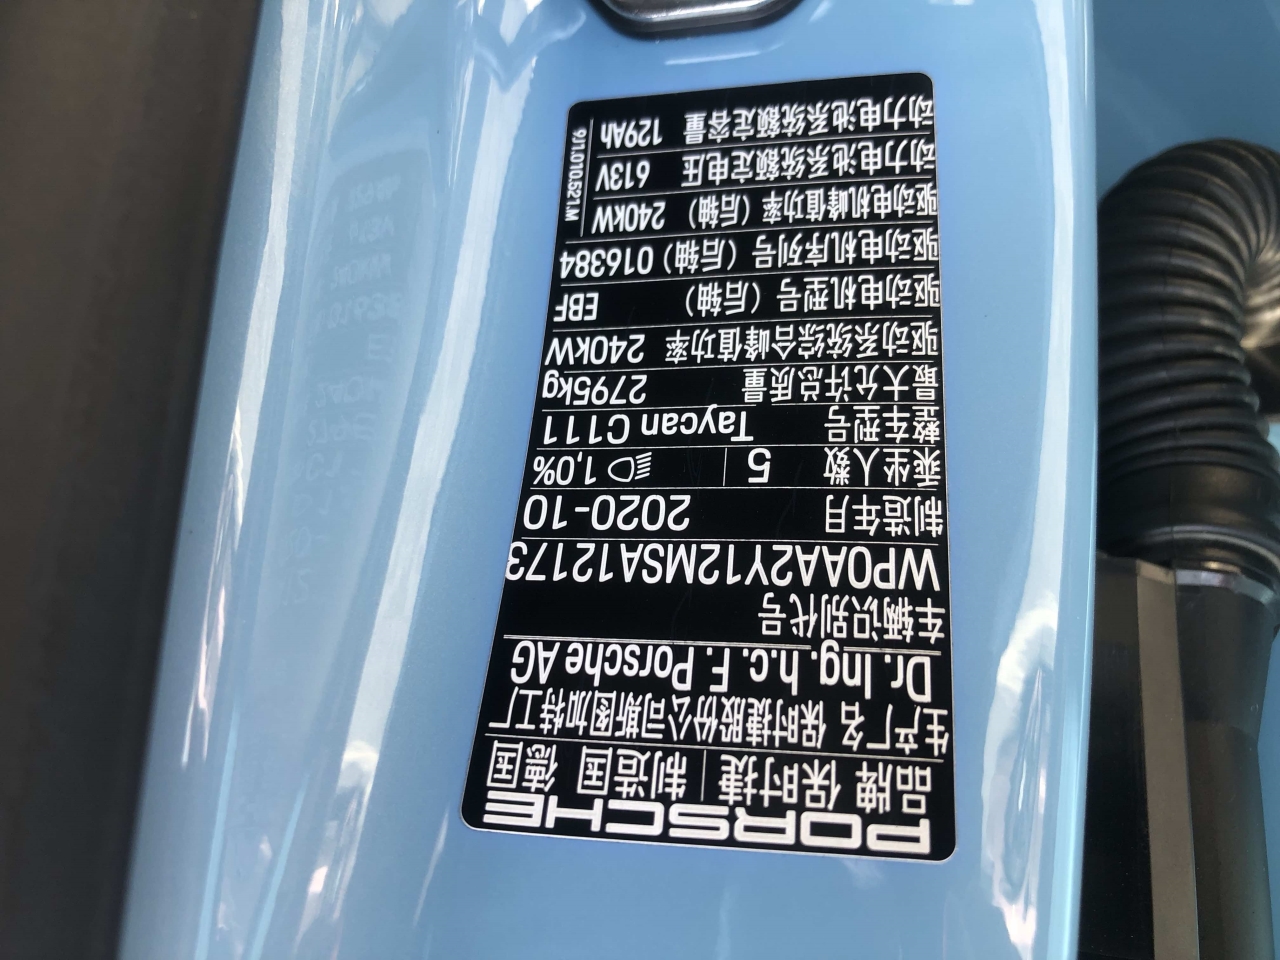 PORSCHE
品牌 保时捷 制造国 德国
生产厂名 保时捷股份公司斯图加特工厂
Dr. Ing. h.c. F. Porsche AG
车辆识别代号
WP0AA2Y12MSA12173
制造年月 2020-10
乘坐人数 5 1,0%
整车型号 Taycan C111
最大允许总质量 2795kg
驱动系统综合峰值功率 240kW
驱动电机型号（后轴） EBF
驱动电机序列号（后轴） 016384
驱动电机峰值功率（后轴） 240kW
动力电池系统额定电压 613V
动力电池系统额定容量 129Ah
9J1.010.521.M